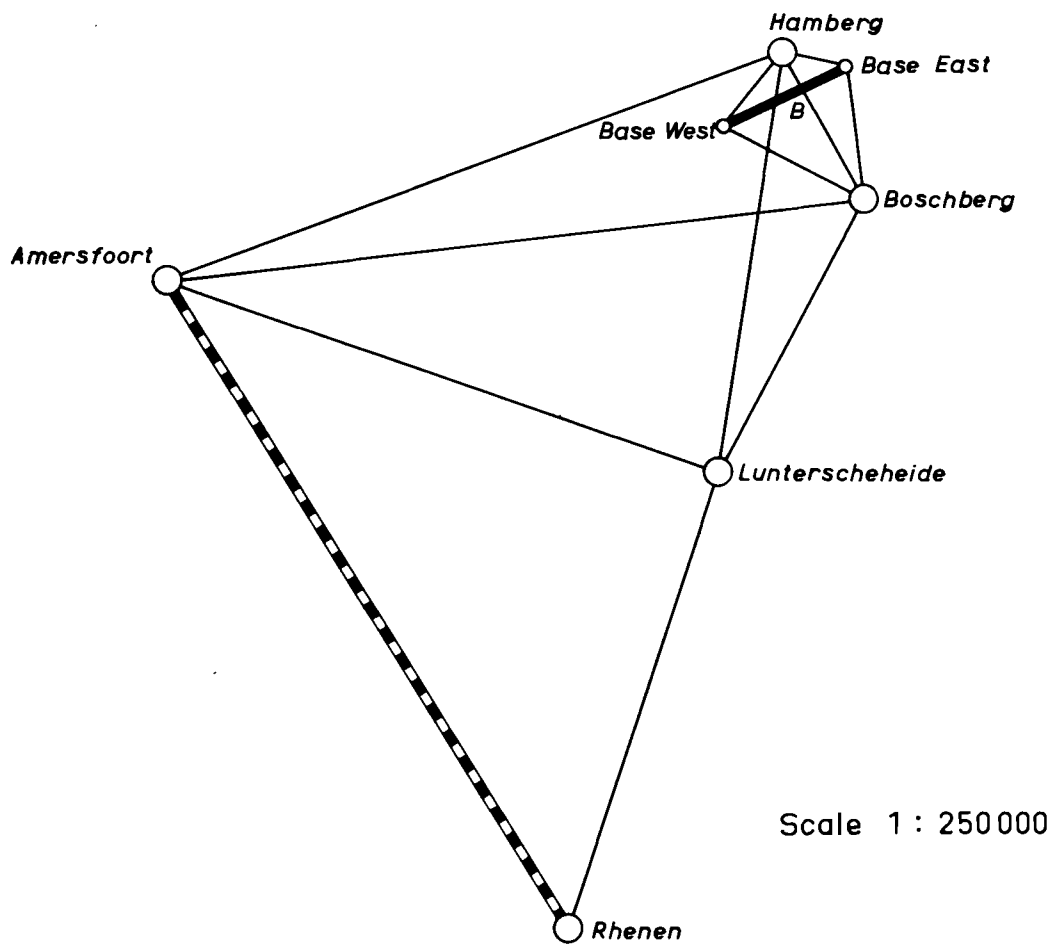 Hamberg
Base East
B
Base West
Boschberg
Amersfoort
Lunterscheheide
Scale 1 : 250000
Rhenen